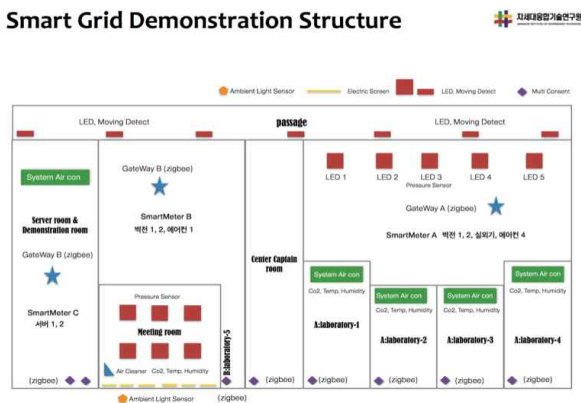 Smart Grid Demonstration Structure
차세대융합기술연구원
Ambient Light Sensor
Electric Screen
LED, Moving Detect
Multi Consent
LED, Moving Detect
passage
LED, Moving Detect
System Air con
GateWay B (zigbee)
LED 1
LED 2
LED 3
LED 4
LED 5
Pressure Sensor
Server room &
Demonstration room
SmartMeter B
벽전 1, 2, 에어컨 1
GateWay A (zigbee)
SmartMeter A 벽전 1, 2, 실외기, 에어컨 4
GateWay B (zigbee)
Center Captain
room
System Air con
Co2, Temp, Humidity
System Air con
Co2, Temp, Humidity
System Air con
Co2, Temp, Humidity
System Air con
Co2, Temp, Humidity
SmartMeter C
서버 1, 2
Pressure Sensor
Meeting room
Air Cleaner
Co2, Temp, Humidity
B:laboratory-5
A:laboratory-1
A:laboratory-2
A:laboratory-3
A:laboratory-4
(zigbee)
(zigbee)
(zigbee)
(zigbee)
(zigbee)
(zigbee)
Ambient Light Sensor
(zigbee)